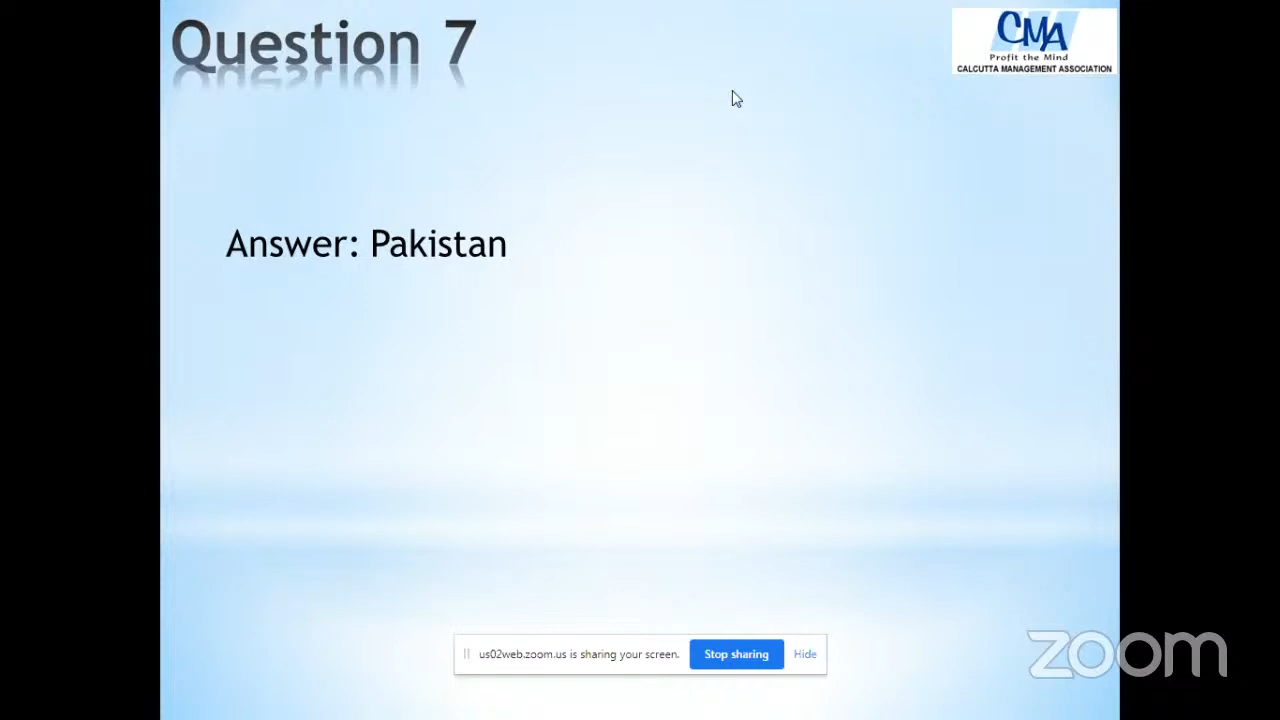 Question 7
CMA
Profit the Mind
CALCUTTA MANAGEMENT ASSOCIATION
Answer: Pakistan
us02web.zoom.us is sharing your screen.
Stop sharing
Hide
zoom